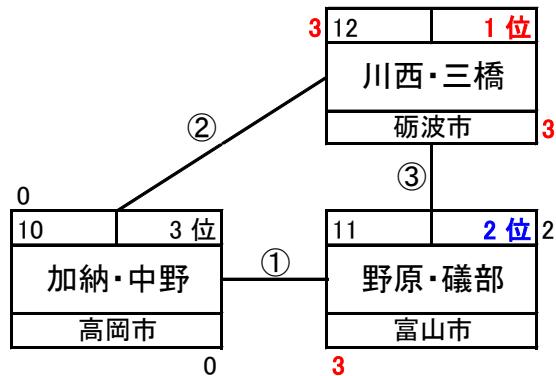 3 12 1 位
川西・三橋
砺波市 3
②
③
0
10 3 位
加納・中野
高岡市
0
①
11 2 位 2
野原・礒部
富山市
3